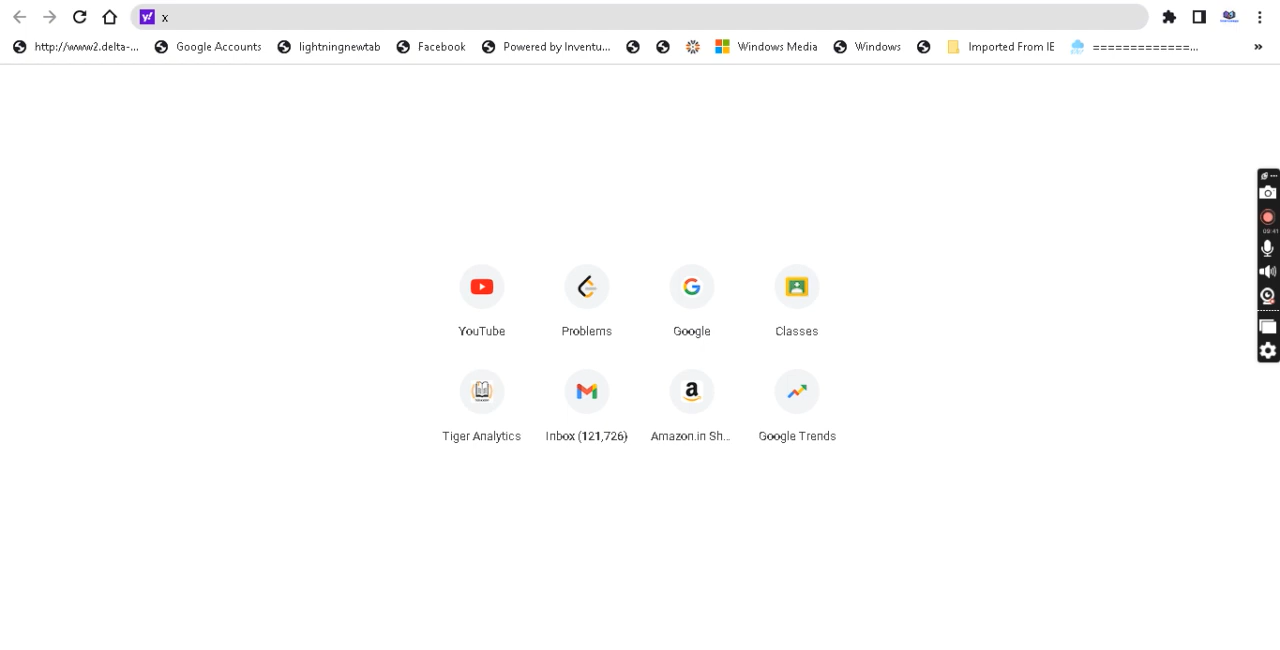 x
http://www2.delta-... Google Accounts lightningnewtab Facebook Powered by Inventu... Windows Media Windows Imported From IE =============... »
YouTube Problems Google Classes
Tiger Analytics Inbox (121,726) Amazon.in Sh... Google Trends